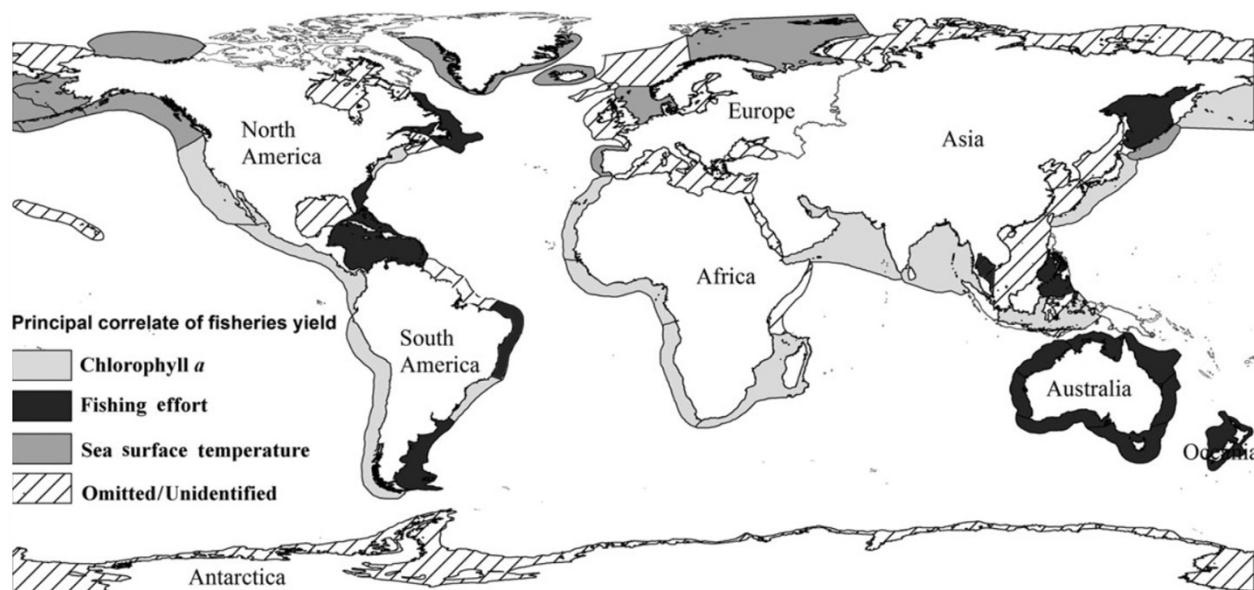 North
America
Europe
Asia
Africa
Principal correlate of fisheries yield
South
America
Chlorophyll a
Australia
Fishing effort
Oceania
Sea surface temperature
Omitted/Unidentified
Antarctica